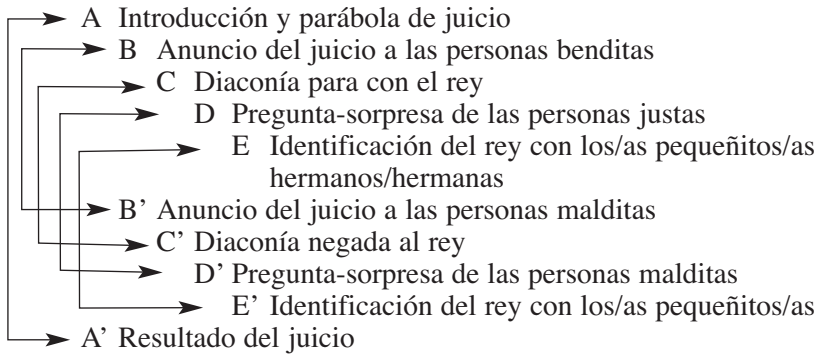 A Introducción y parábola de juicio
B Anuncio del juicio a las personas benditas
C Diaconía para con el rey
D Pregunta-sorpresa de las personas justas
E Identificación del rey con los/as pequeñitos/as
hermanos/hermanas
B’ Anuncio del juicio a las personas malditas
C’ Diaconía negada al rey
D’ Pregunta-sorpresa de las personas malditas
E’ Identificación del rey con los/as pequeñitos/as
A’ Resultado del juicio